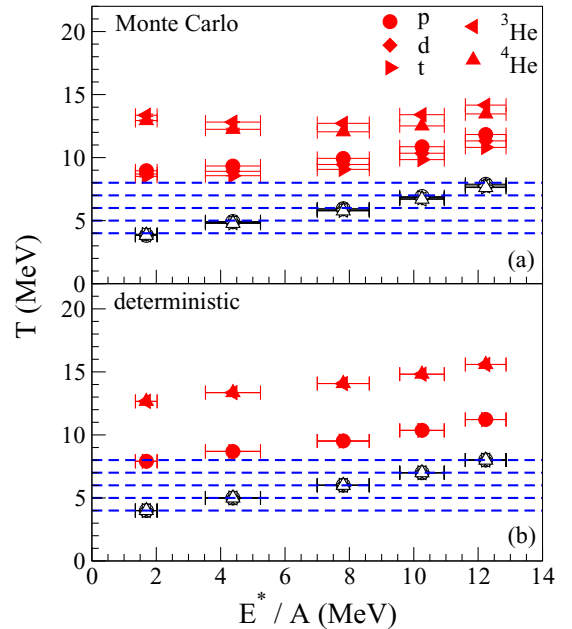 Monte Carlo
p
d
t
³He
⁴He
20
15
10
5
0
(a)
T (MeV)
deterministic
20
15
10
5
0
(b)
0 2 4 6 8 10 12 14
E* / A (MeV)